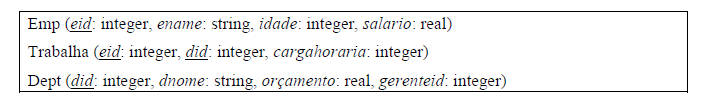 Emp (eid: integer, ename: string, idade: integer, salario: real)
Trabalha (eid: integer, did: integer, cargahoraria: integer)
Dept (did: integer, dnome: string, orçamento: real, gerenteid: integer)